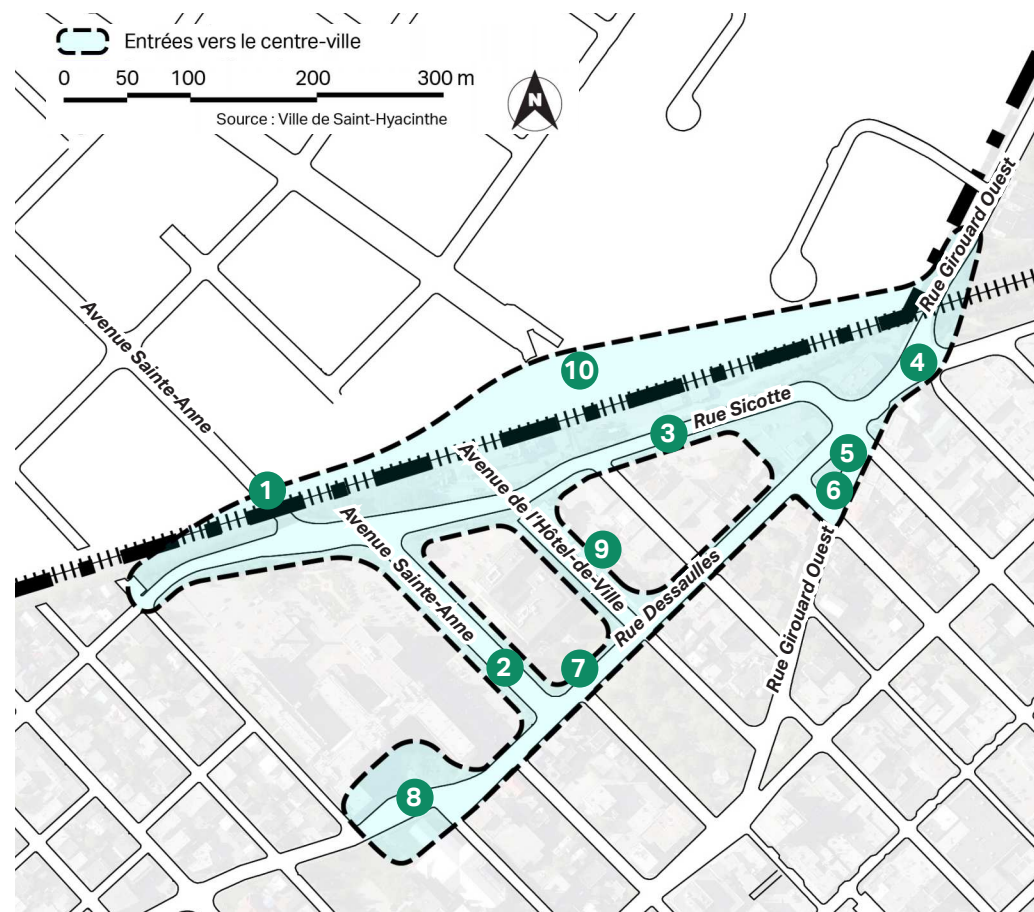 Entrées vers le centre-ville
0 50 100 200 300 m
N
Source : Ville de Saint-Hyacinthe
Rue Girouard Ouest
Avenue Sainte-Anne
10
4
Rue Sicotte
3
5
1
6
Avenue de l'Hôtel-de-Ville
Avenue Sainte-Anne
9
Rue Dessaulles
Rue Girouard Ouest
2
7
8